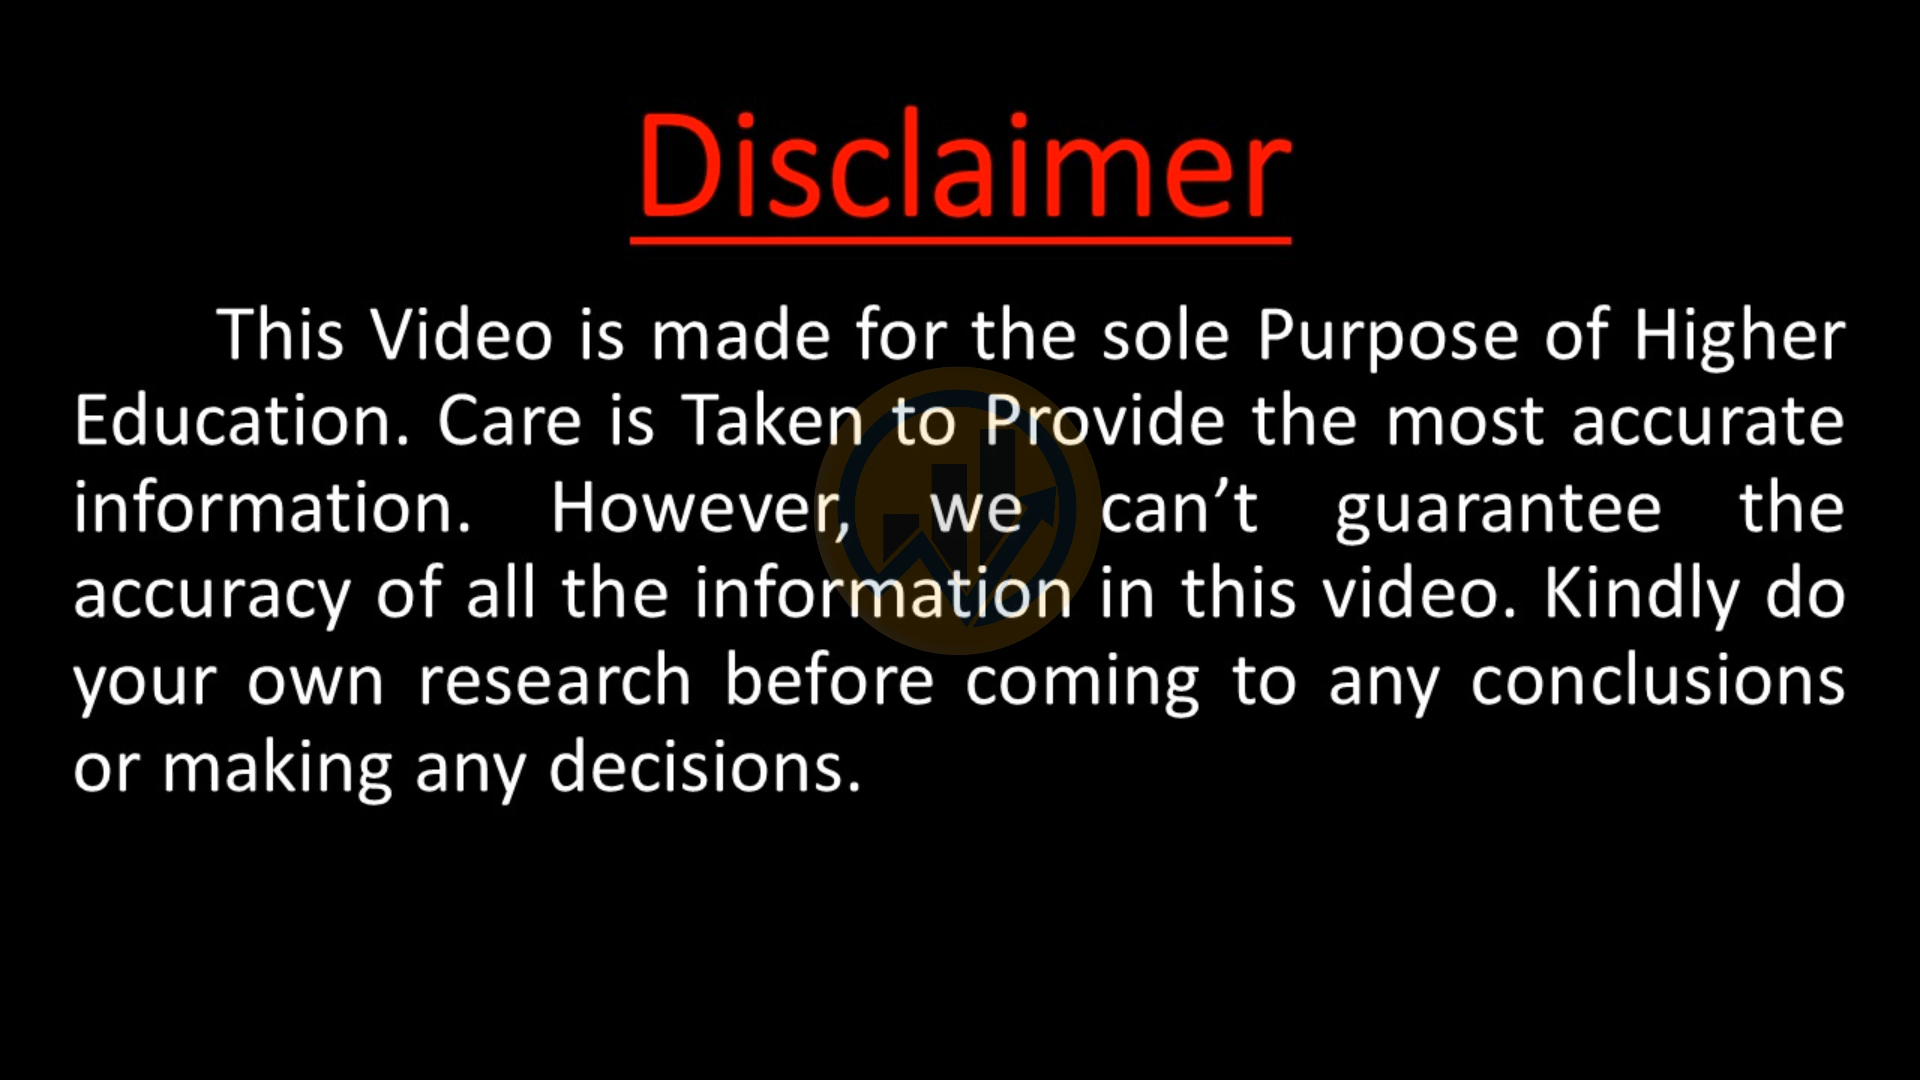 Disclaimer
This Video is made for the sole Purpose of Higher
Education. Care is Taken to Provide the most accurate
information. However, we can’t guarantee the
accuracy of all the information in this video. Kindly do
your own research before coming to any conclusions
or making any decisions.